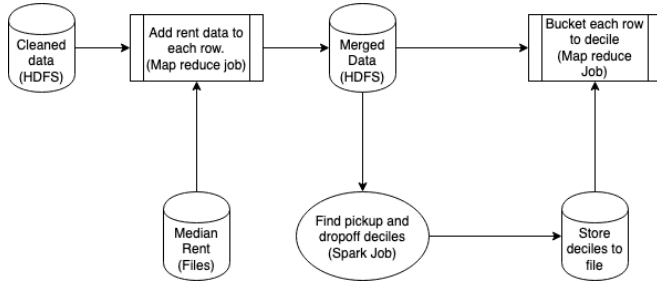 Cleaned
data
(HDFS)
Add rent data to
each row.
(Map reduce job)
Merged
Data
(HDFS)
Bucket each row
to decile
(Map reduce
Job)
Median
Rent
(Files)
Find pickup and
dropoff deciles
(Spark Job)
Store
deciles to
file